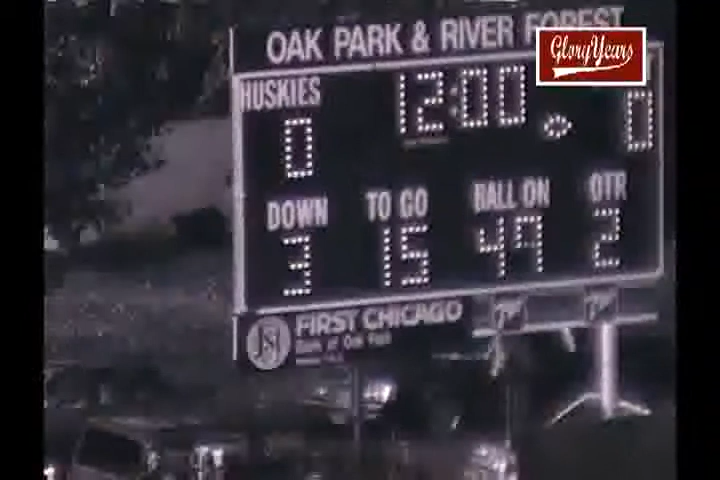 OAK PARK & RIVER FOREST
GloryYears
HUSKIES
12:00
0
0
DOWN
TO GO
BALL ON
QTR
3
15
49
2
FIRST CHICAGO
Bank of Oak Park